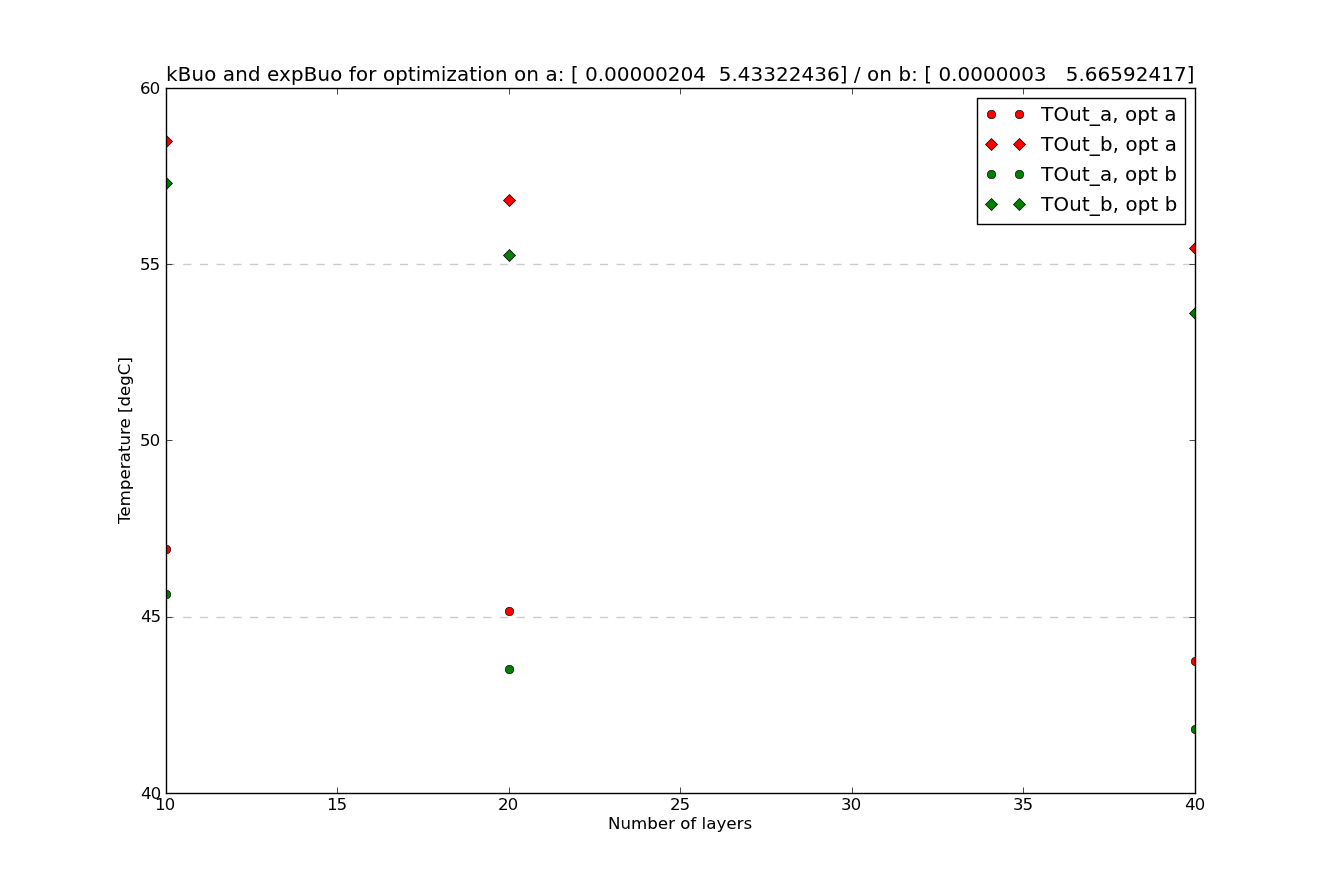 kBuo and expBuo for optimization on a: [ 0.00000204  5.43322436] / on b: [ 0.0000003   5.66592417]
60
TOut_a, opt a
TOut_b, opt a
TOut_a, opt b
TOut_b, opt b
55
50
Temperature [degC]
45
40
10 15 20 25 30 35 40
Number of layers